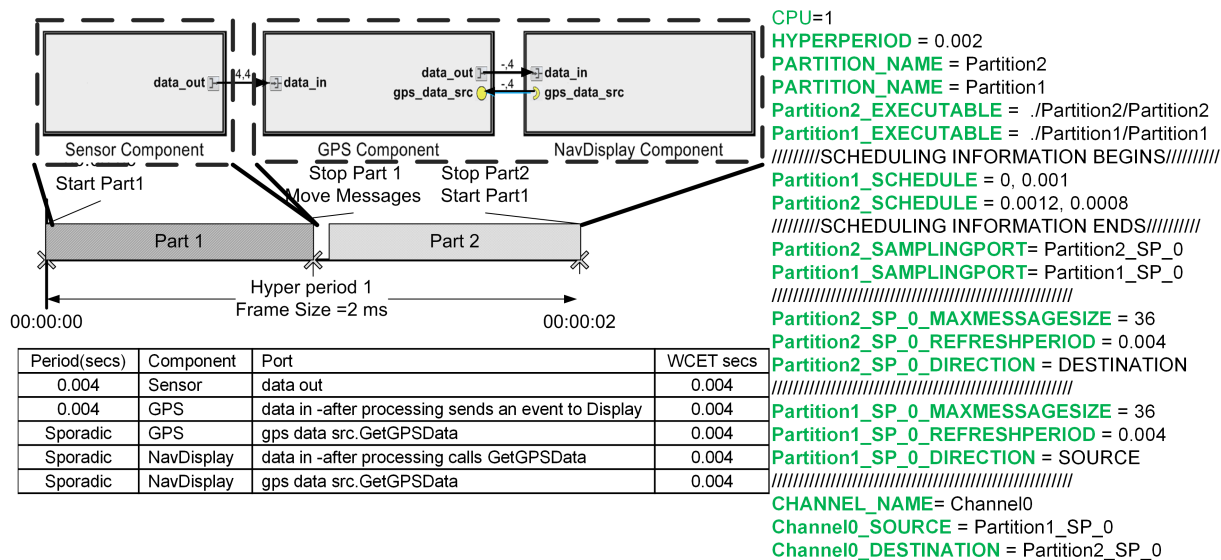 data_out
4,4
data_in
data_out
-,4
data_in
gps_data_src
-,4
gps_data_src
Sensor Component
GPS Component
NavDisplay Component
Start Part1
Stop Part 1
Move Messages
Stop Part2
Start Part1
Part 1
Part 2
Hyper period 1
Frame Size =2 ms
00:00:00
00:00:02
Period(secs) Component Port WCET secs
0.004 Sensor data out 0.004
0.004 GPS data in -after processing sends an event to Display 0.004
Sporadic GPS gps data src.GetGPSData 0.004
Sporadic NavDisplay data in -after processing calls GetGPSData 0.004
Sporadic NavDisplay gps data src.GetGPSData 0.004
CPU=1
HYPERPERIOD = 0.002
PARTITION_NAME = Partition2
PARTITION_NAME = Partition1
Partition2_EXECUTABLE = ./Partition2/Partition2
Partition1_EXECUTABLE = ./Partition1/Partition1
/////////SCHEDULING INFORMATION BEGINS//////////
Partition1_SCHEDULE = 0, 0.001
Partition2_SCHEDULE = 0.0012, 0.0008
/////////SCHEDULING INFORMATION ENDS//////////
Partition2_SAMPLINGPORT= Partition2_SP_0
Partition1_SAMPLINGPORT= Partition1_SP_0
////////////////////////////////////////////////////////
Partition2_SP_0_MAXMESSAGESIZE = 36
Partition2_SP_0_REFRESHPERIOD = 0.004
Partition2_SP_0_DIRECTION = DESTINATION
////////////////////////////////////////////////////////
Partition1_SP_0_MAXMESSAGESIZE = 36
Partition1_SP_0_REFRESHPERIOD = 0.004
Partition1_SP_0_DIRECTION = SOURCE
////////////////////////////////////////////////////////
CHANNEL_NAME= Channel0
Channel0_SOURCE = Partition1_SP_0
Channel0_DESTINATION = Partition2_SP_0